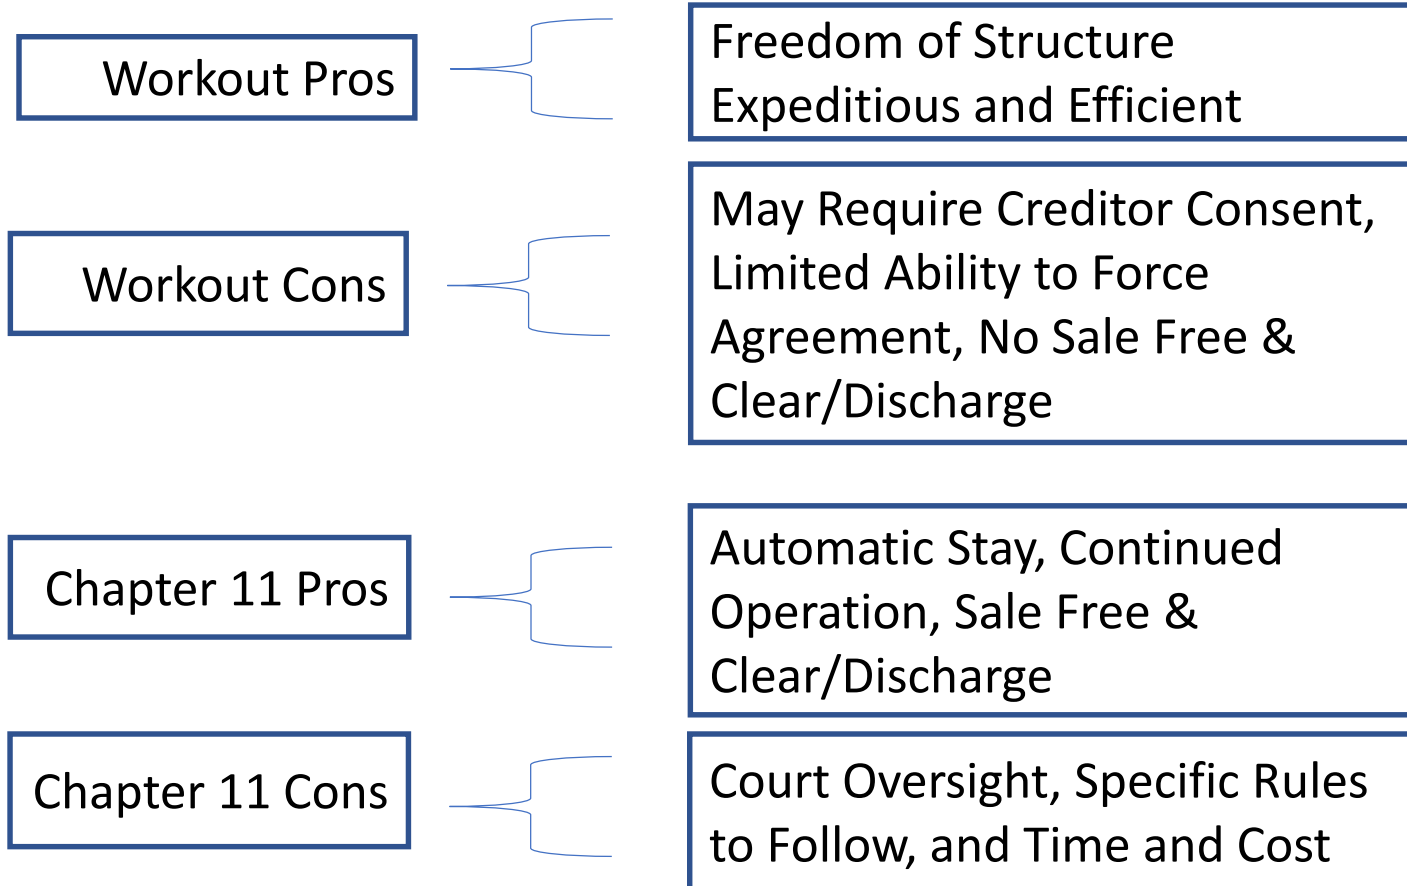 Workout Pros
Freedom of Structure
Expeditious and Efficient
Workout Cons
May Require Creditor Consent,
Limited Ability to Force
Agreement, No Sale Free &
Clear/Discharge
Chapter 11 Pros
Automatic Stay, Continued
Operation, Sale Free &
Clear/Discharge
Chapter 11 Cons
Court Oversight, Specific Rules
to Follow, and Time and Cost